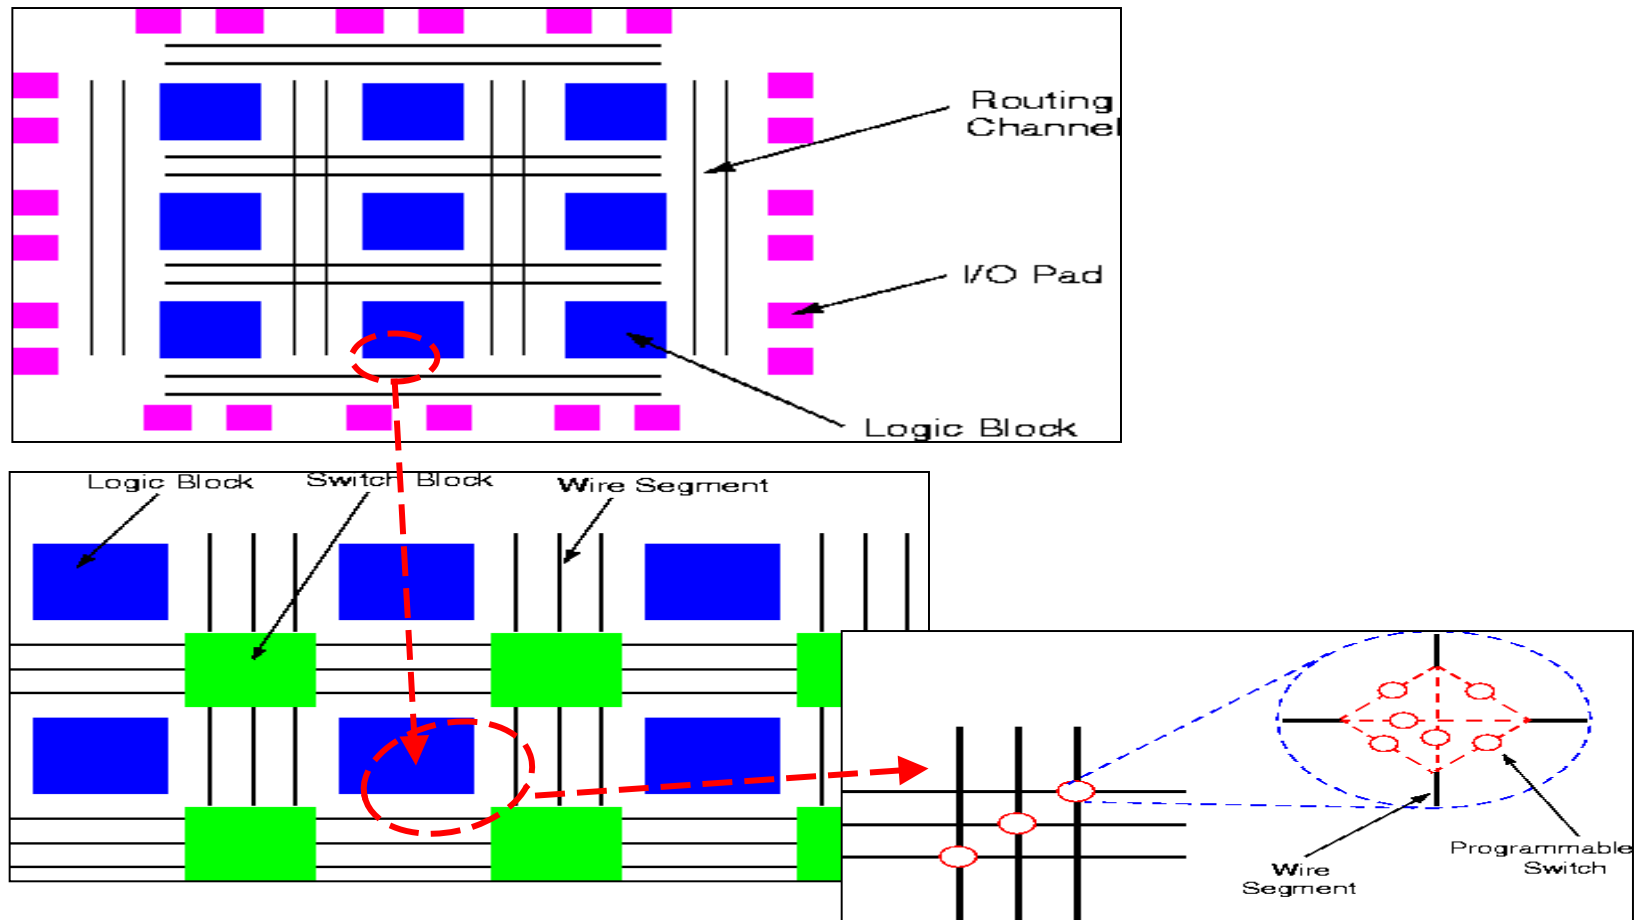 Routing
Channel
I/O Pad
Logic Block
Logic Block
Switch Block
Wire Segment
Wire
Segment
Programmable
Switch